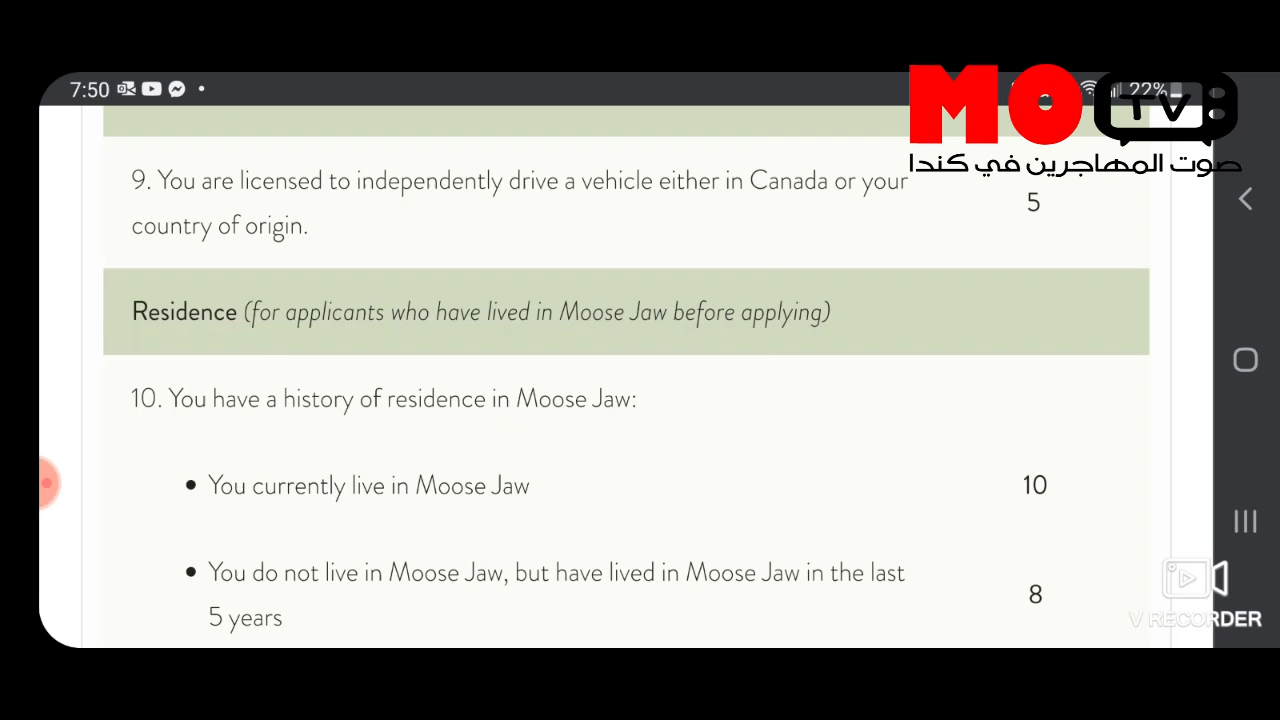 7:50
22%
MO TV
صوت المهاجرين في كندا
9. You are licensed to independently drive a vehicle either in Canada or your
country of origin.
5
Residence (for applicants who have lived in Moose Jaw before applying)
10. You have a history of residence in Moose Jaw:
• You currently live in Moose Jaw
10
• You do not live in Moose Jaw, but have lived in Moose Jaw in the last
5 years
8
V RECORDER